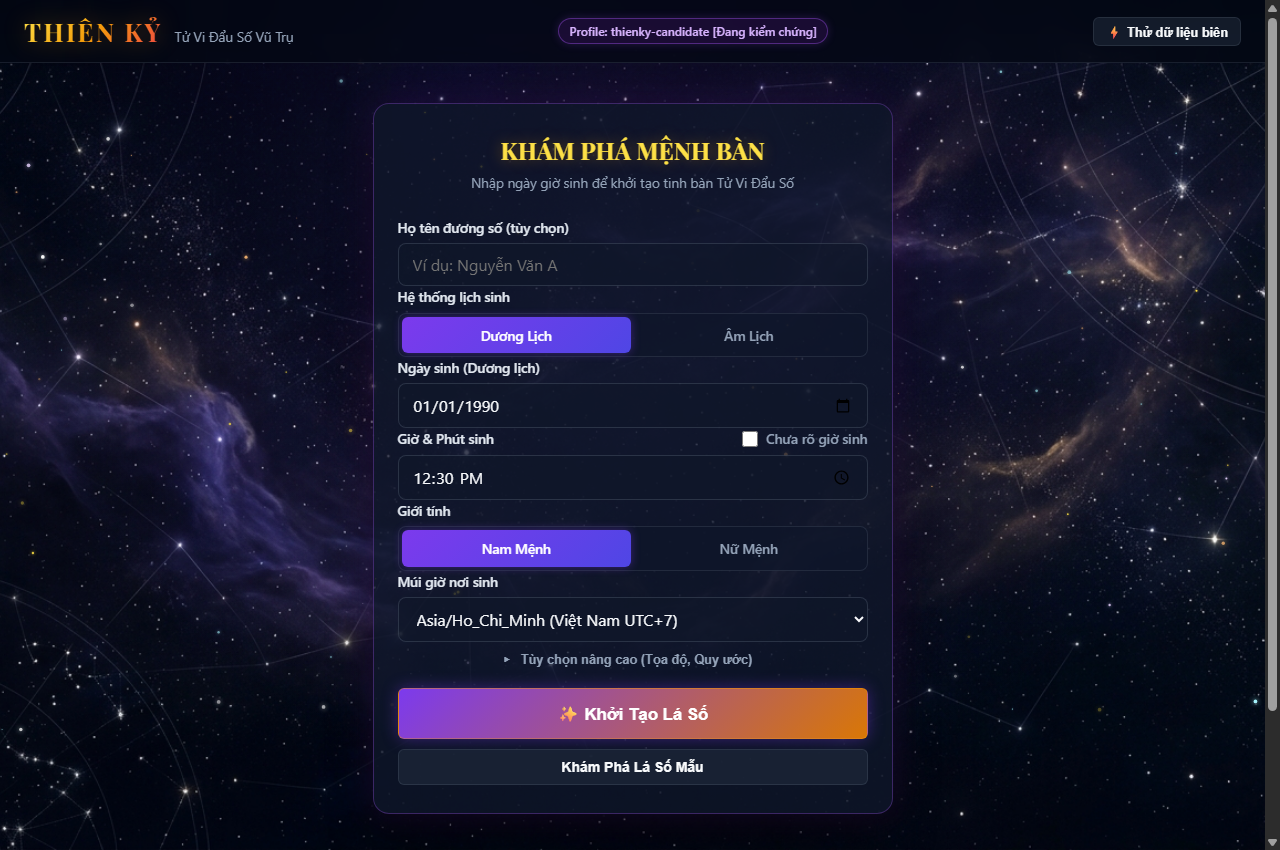 THIÊN KỶ Tử Vi Đẩu Số Vũ Trụ
Profile: thienky-candidate [Đang kiểm chứng]
Thử dữ liệu biên
KHÁM PHÁ MỆNH BÀN
Nhập ngày giờ sinh để khởi tạo tinh bàn Tử Vi Đẩu Số
Họ tên đương số (tùy chọn)
Ví dụ: Nguyễn Văn A
Hệ thống lịch sinh
Dương Lịch Âm Lịch
Ngày sinh (Dương lịch)
01/01/1990
Giờ & Phút sinh Chưa rõ giờ sinh
12:30 PM
Giới tính
Nam Mệnh Nữ Mệnh
Múi giờ nơi sinh
Asia/Ho_Chi_Minh (Việt Nam UTC+7)
Tùy chọn nâng cao (Tọa độ, Quy ước)
✨ Khởi Tạo Lá Số
Khám Phá Lá Số Mẫu